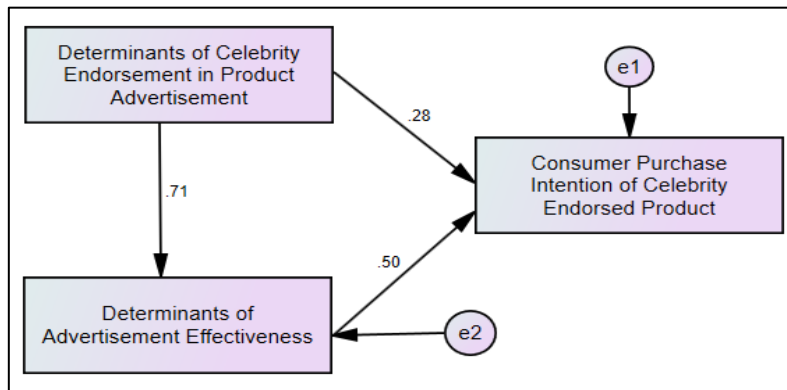 Determinants of Celebrity
Endorsement in Product
Advertisement
e1
.28
Consumer Purchase
Intention of Celebrity
Endorsed Product
.71
.50
Determinants of
Advertisement Effectiveness
e2